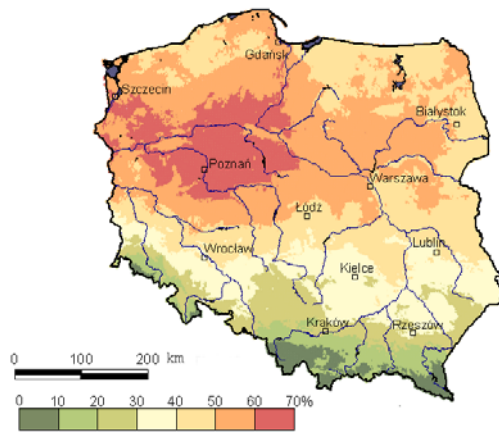 Gdańsk
Szczecin
Białystok
Poznań
Warszawa
Łódź
Wrocław
Lublin
Kielce
Kraków
Rzeszów
0 100 200 km
0 10 20 30 40 50 60 70%